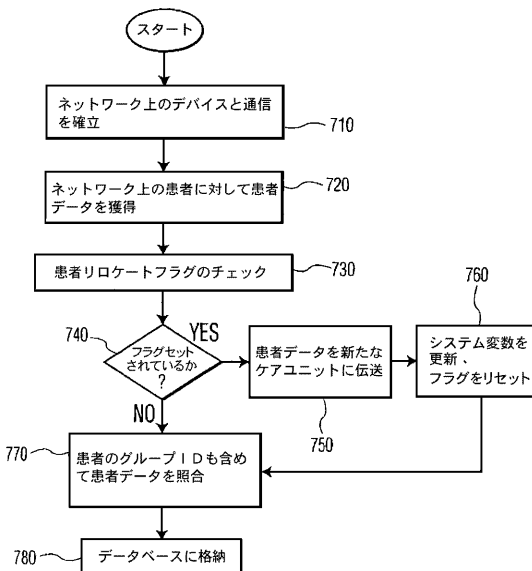 スタート
ネットワーク上のデバイスと通信
を確立
710
ネットワーク上の患者に対して患者
データを獲得
720
患者リロケートフラグのチェック
730
740
フラグセット
されているか
?
YES
NO
患者データを新たな
ケアユニットに伝送
750
760
システム変数を
更新、
フラグをリセット
770
患者のグループIDも含め
て患者データを照合
780
データベースに格納